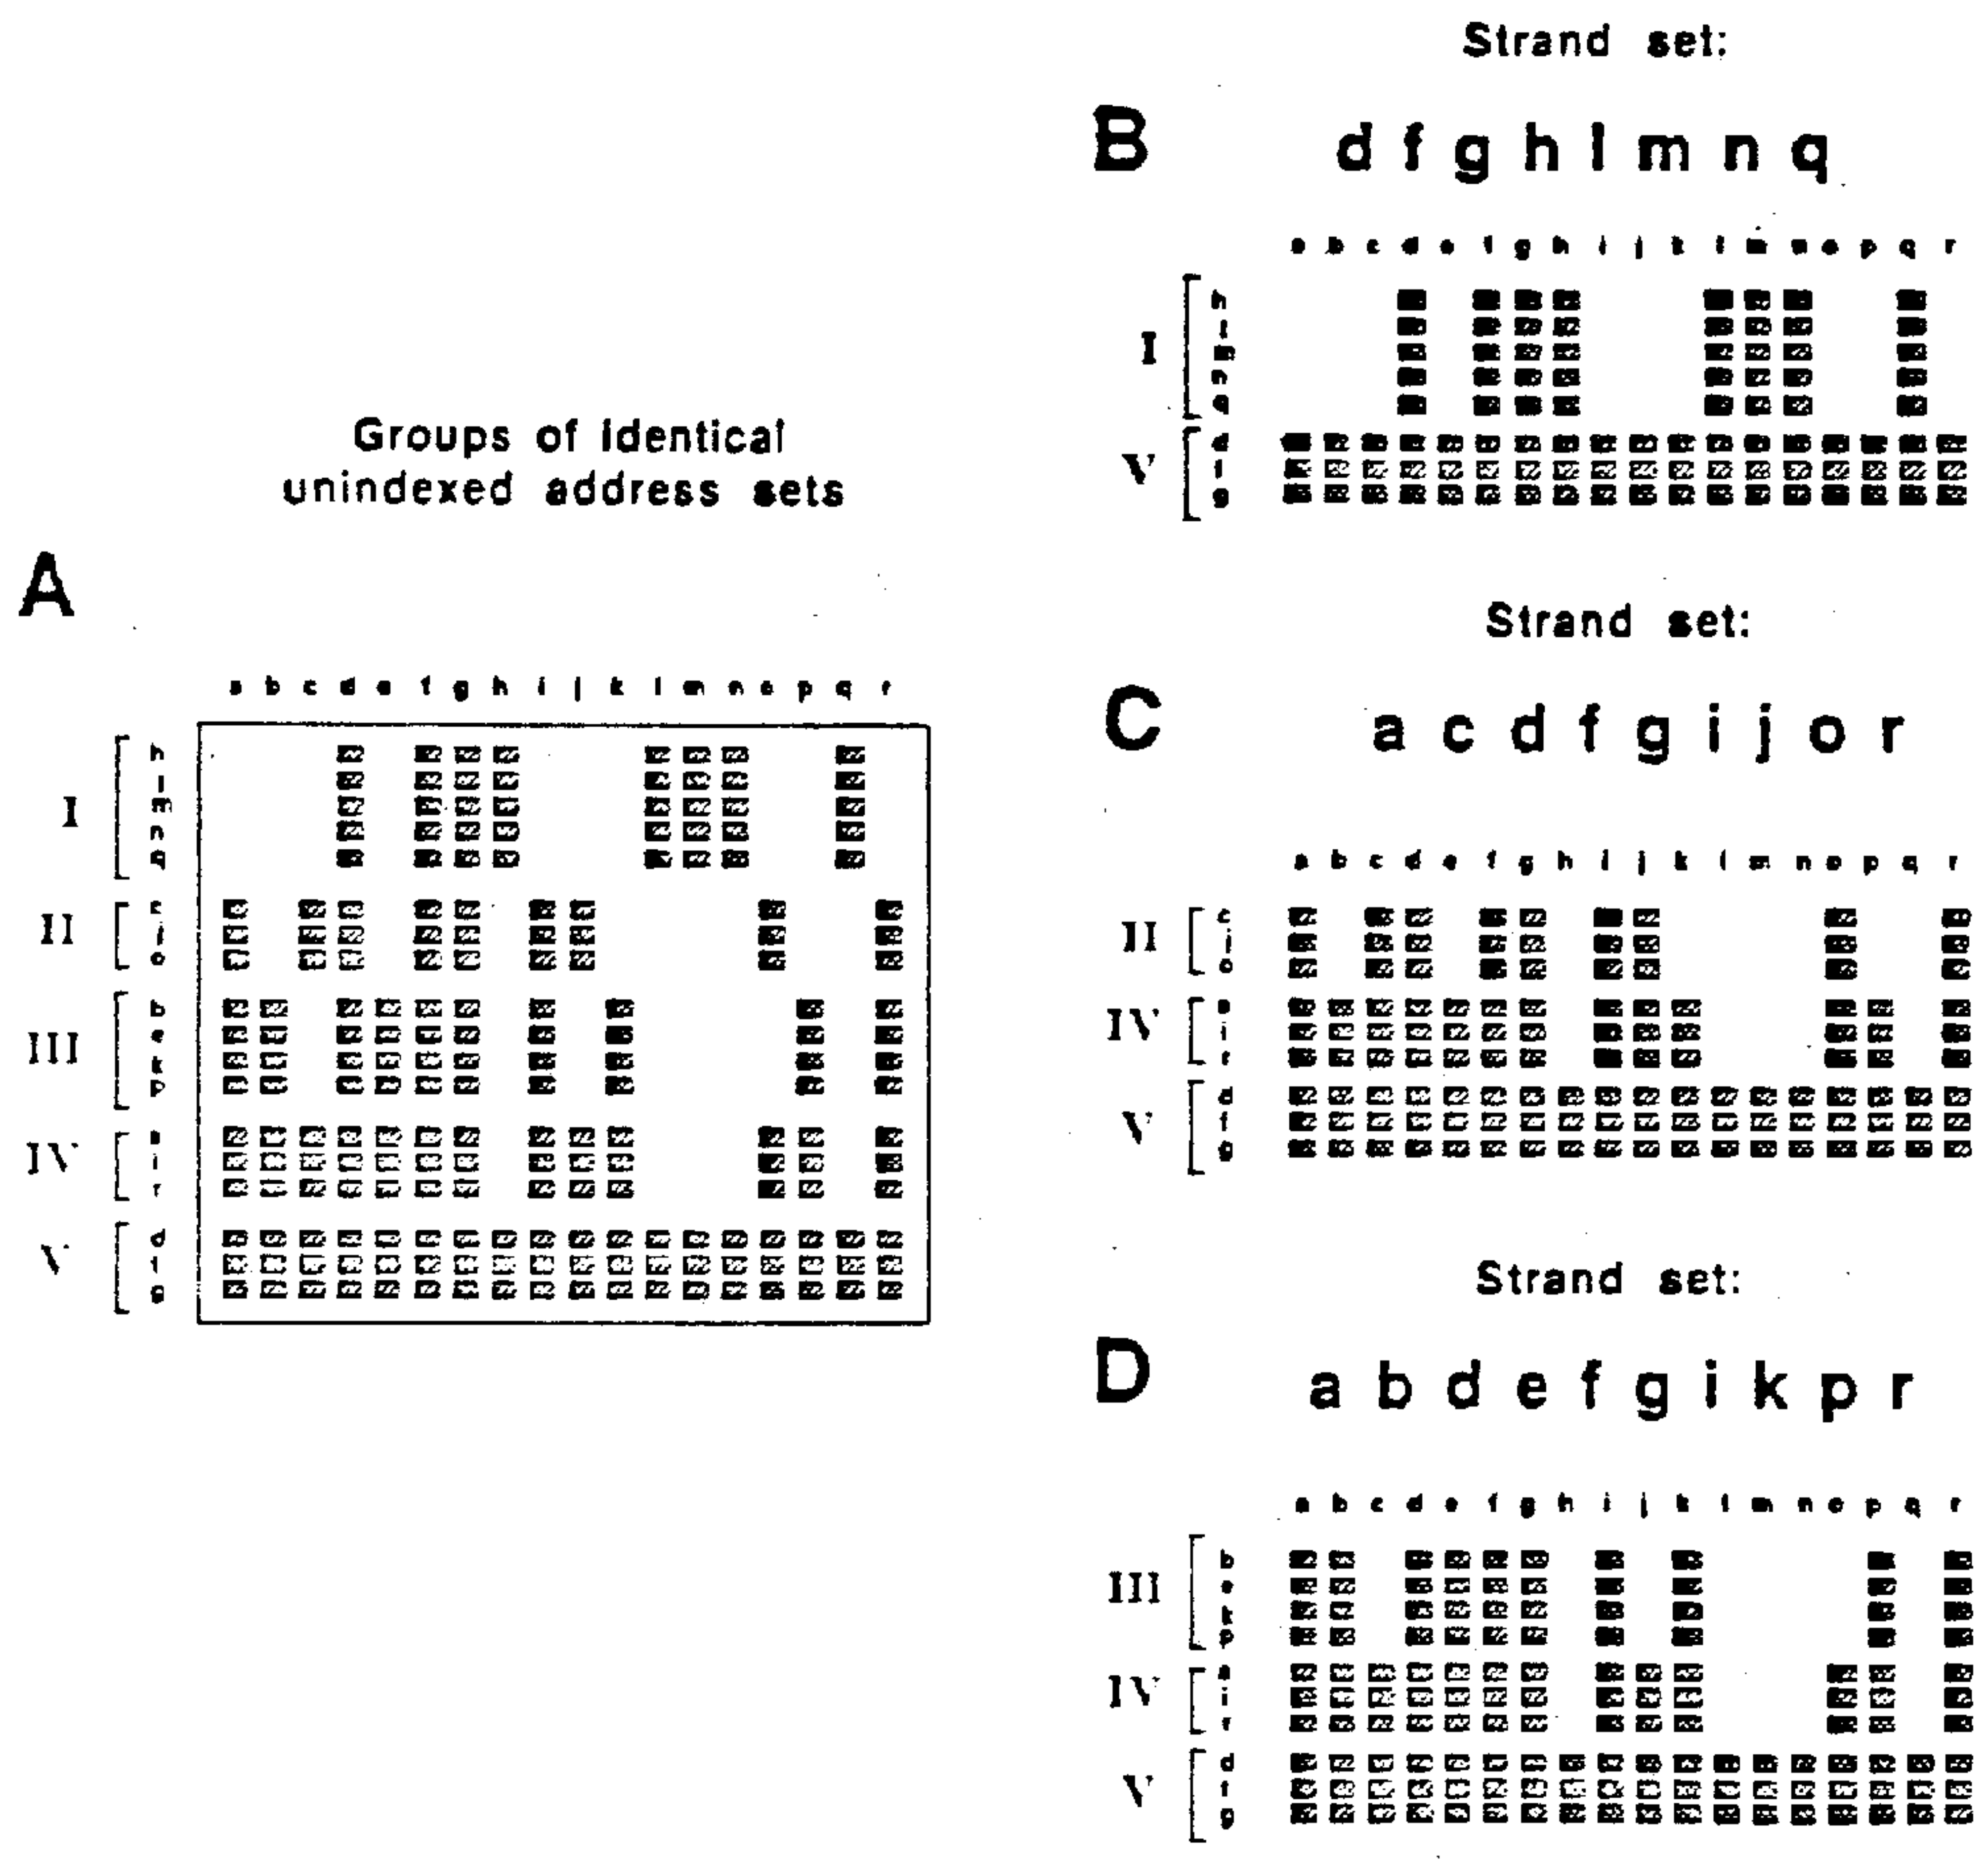 Groups of identical
unindexed address sets
A
a b c d e f g h i j k l m n o p q r
I
h
l
m
n
q
II
c
j
o
III
b
e
k
p
IV
a
i
r
V
d
f
g
Strand set:
B
d f g h l m n q
a b c d e f g h i j k l m n o p q r
I
h
l
m
n
q
V
d
f
g
Strand set:
C
a c d f g i j o r
a b c d e f g h i j k l m n o p q r
II
c
j
o
IV
a
i
r
V
d
f
g
Strand set:
D
a b d e f g i k p r
a b c d e f g h i j k l m n o p q r
III
b
e
k
p
IV
a
i
r
V
d
f
g